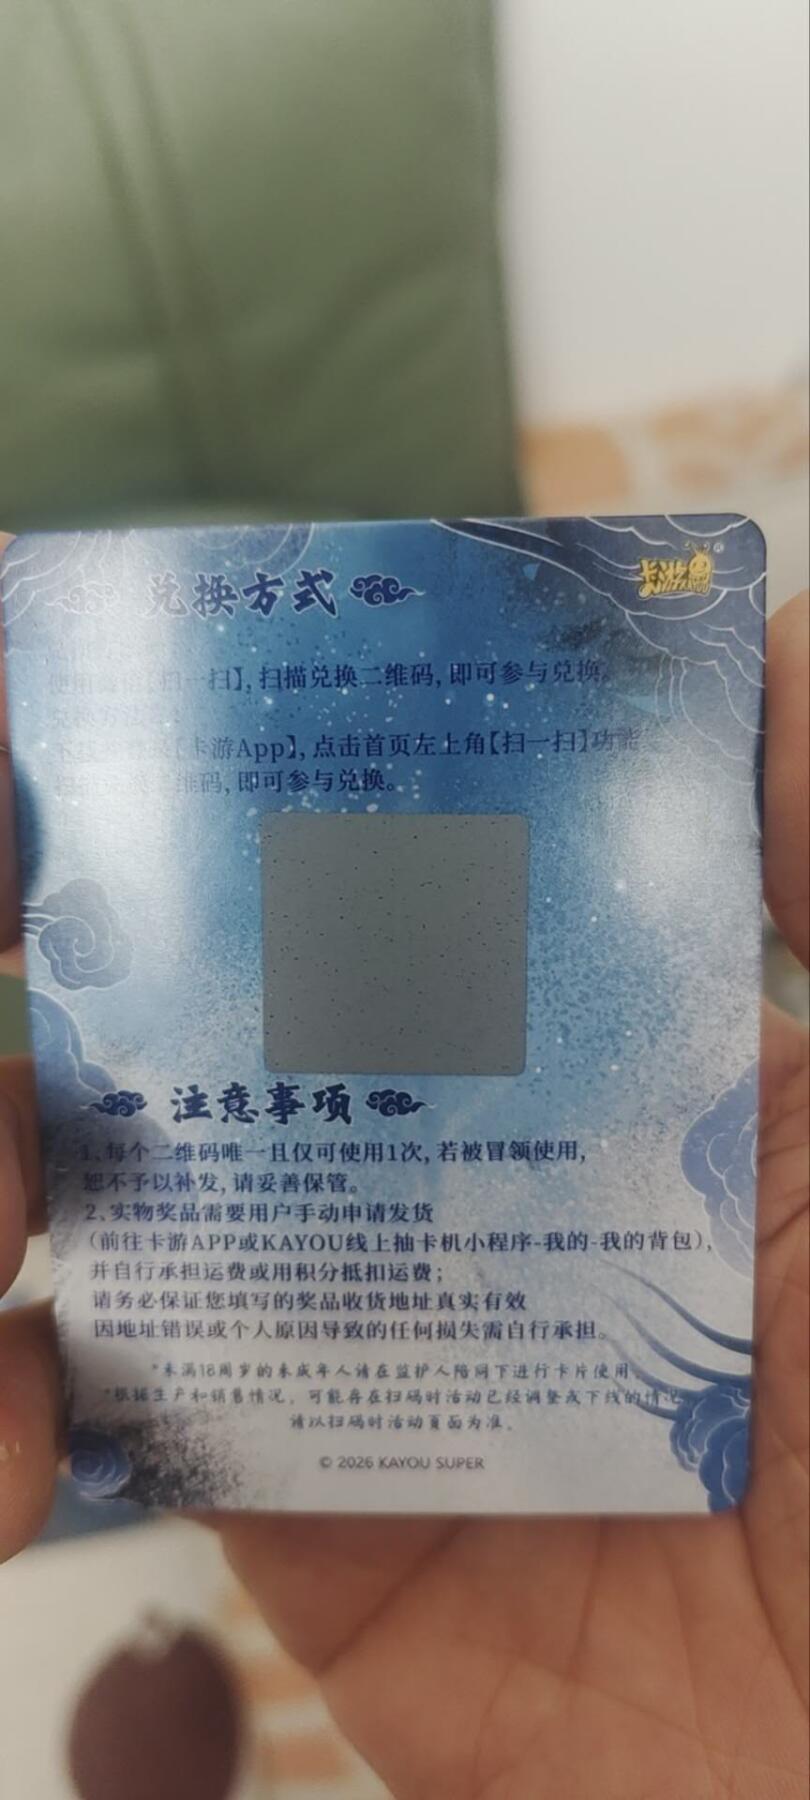 兑换方式
卡游
使用微信【扫一扫】，扫描兑换二维码，即可参与兑换。
兑换方式
【卡游App】，点击首页左上角【扫一扫】功能
维码，即可参与兑换。
注意事项
1、每个二维码唯一且仅可使用1次，若被冒领使用，
恕不予以补发，请妥善保管。
2、实物奖品需要用户手动申请发货
（前往卡游APP或KAYOU线上抽卡机小程序-我的-我的背包），
并自行承担运费或用积分抵扣运费；
请务必保证您填写的奖品收货地址真实有效
因地址错误或个人原因导致的任何损失需自行承担。
*未满18周岁的未成年人请在监护人陪同下进行卡片使用。
*根据生产和销售情况，可能存在扫码时活动已经调整或下线的情况，
请以扫码时活动页面为准。
© 2026 KAYOU SUPER